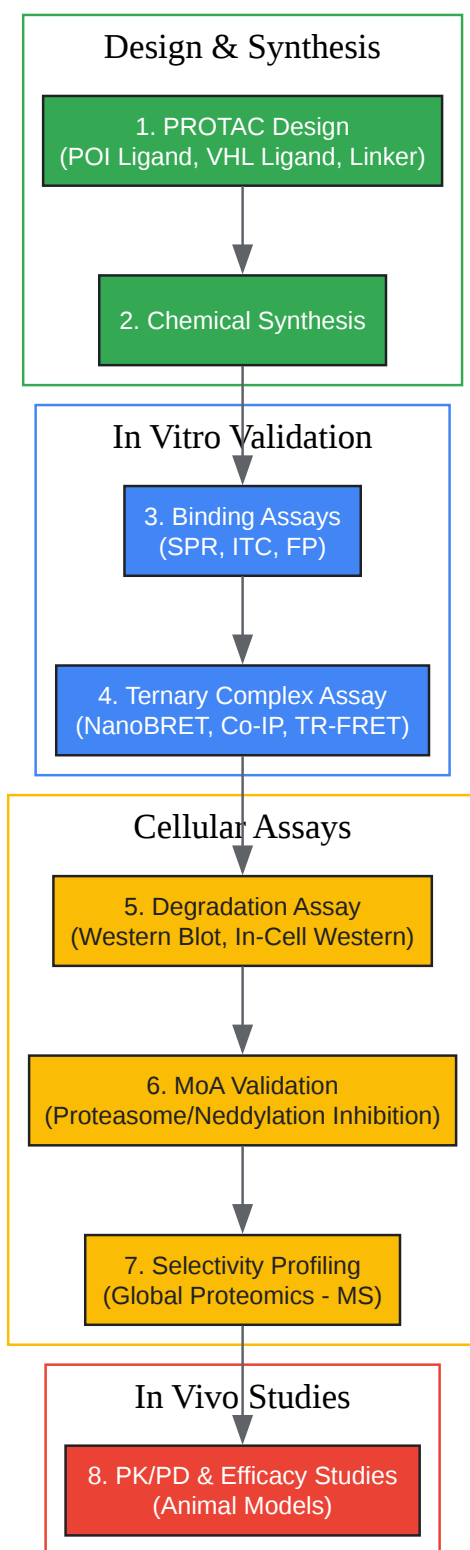 Design & Synthesis
1. PROTAC Design
(POI Ligand, VHL Ligand, Linker)
2. Chemical Synthesis
In Vitro Validation
3. Binding Assays
(SPR, ITC, FP)
4. Ternary Complex Assay
(NanoBRET, Co-IP, TR-FRET)
Cellular Assays
5. Degradation Assay
(Western Blot, In-Cell Western)
6. MoA Validation
(Proteasome/Neddylation Inhibition)
7. Selectivity Profiling
(Global Proteomics - MS)
In Vivo Studies
8. PK/PD & Efficacy Studies
(Animal Models)